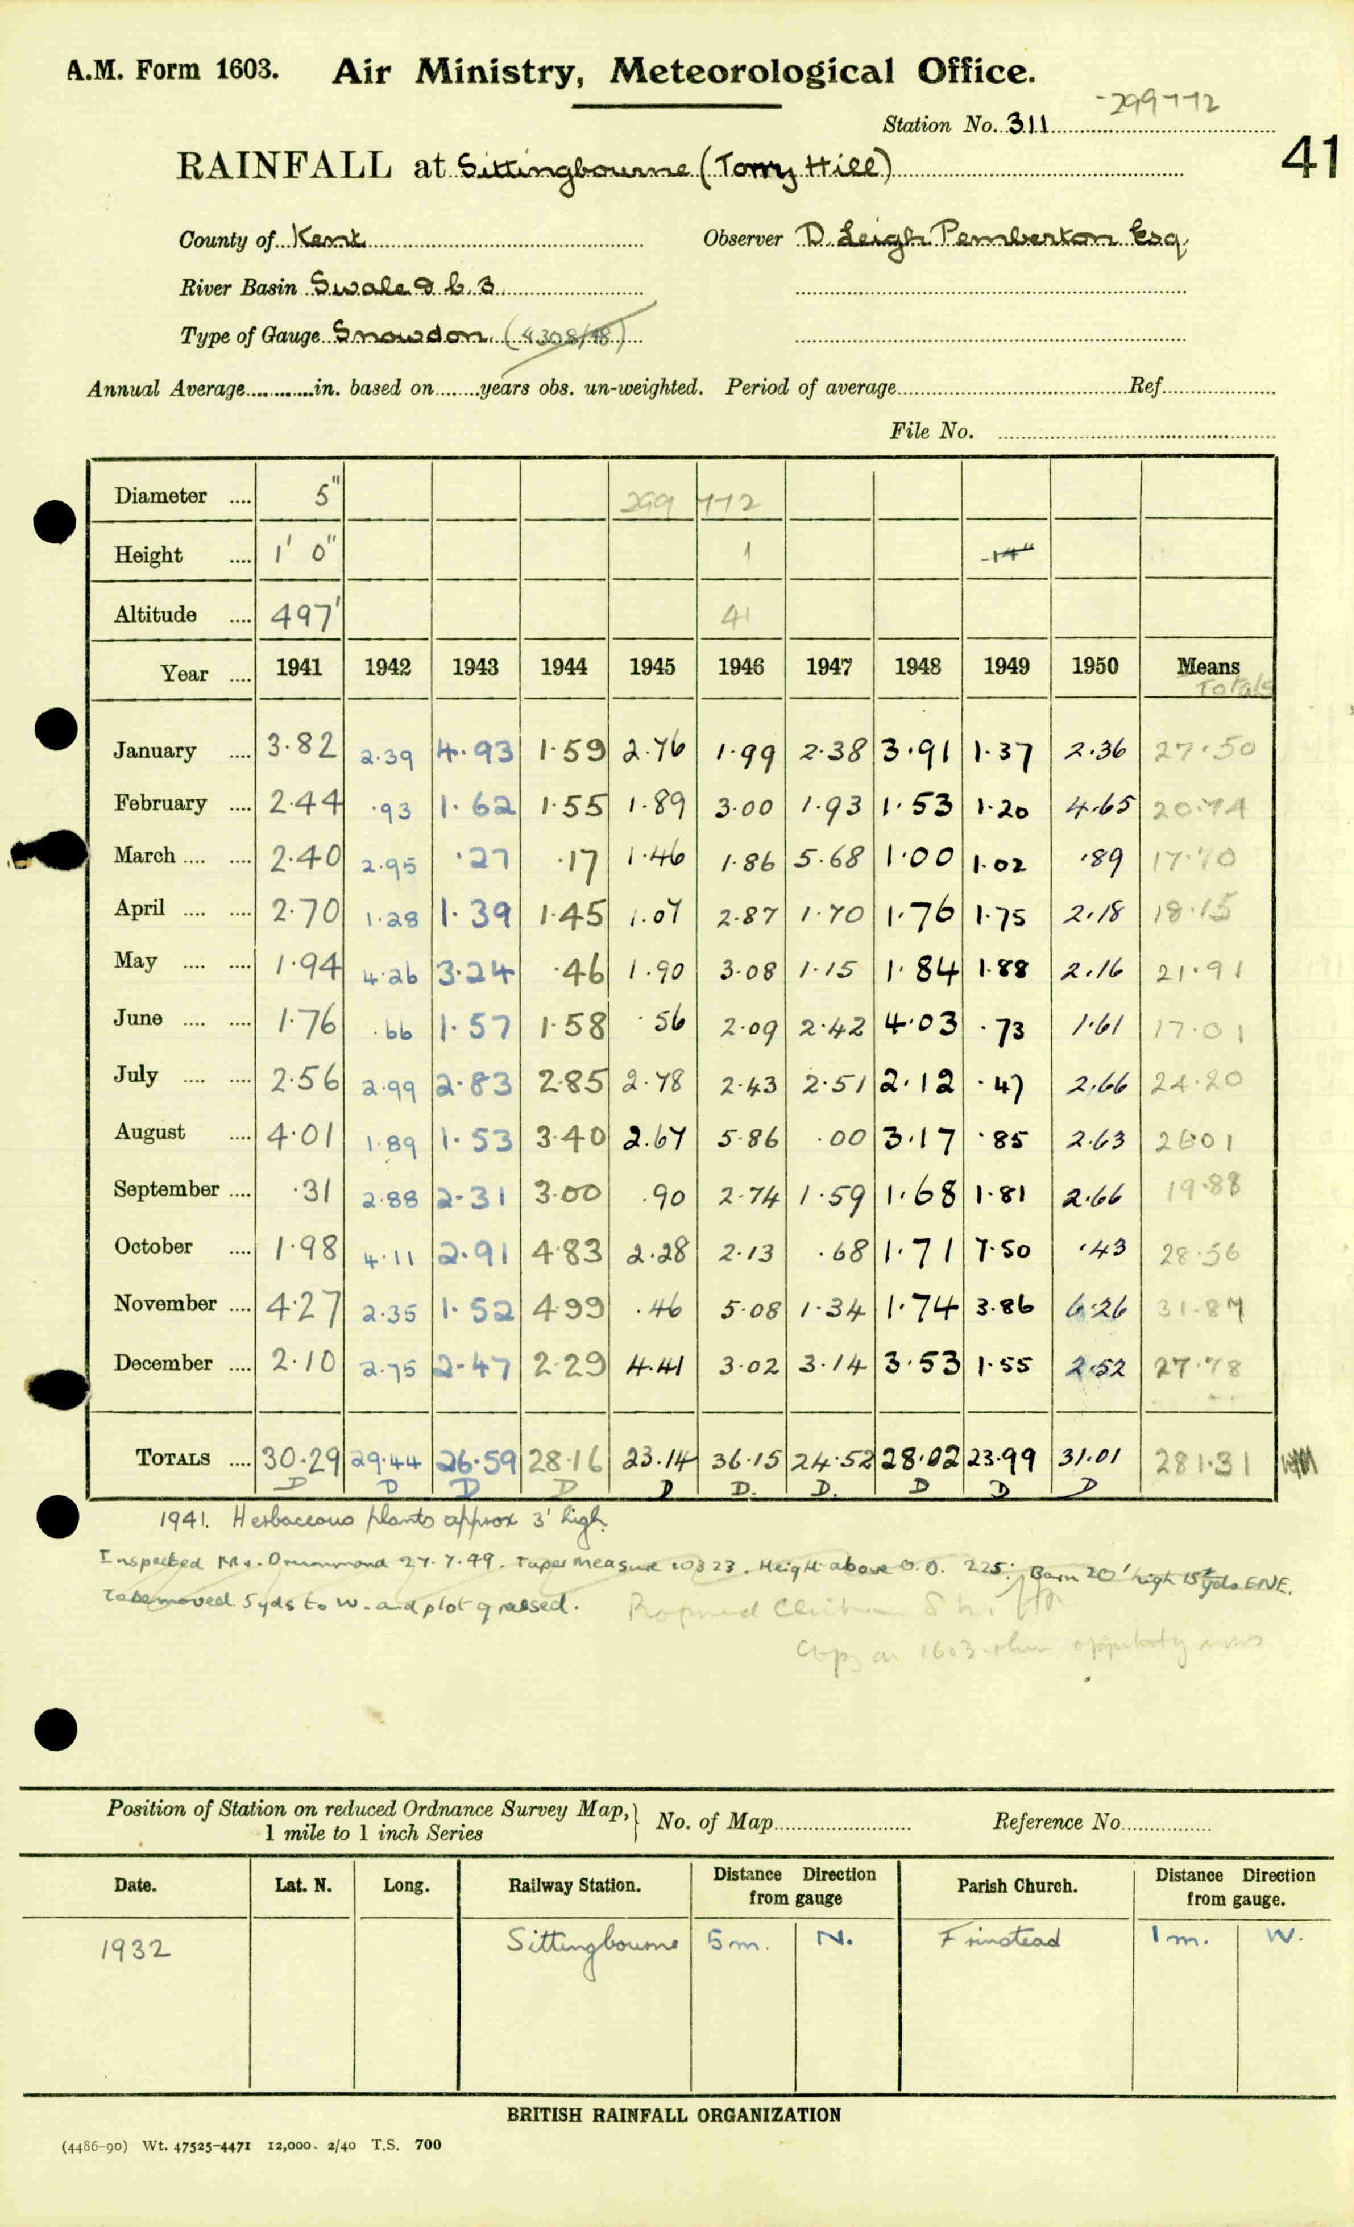 A.M. Form 1603. Air Ministry, Meteorological Office.
-299772
Station No. 311
41
RAINFALL at Sittingbourne (Torry Hill)
County of Kent Observer D. Leigh Pemberton Esq.
River Basin Swale & b. 3
Type of Gauge Snowdon (4308/48)
Annual Average............in. based on........years obs. un-weighted. Period of average............Ref............
File No. ............
Diameter .... 5" 299 772
Height .... 1' 0" 1 14"
Altitude .... 497' 41
Year .... 1941 1942 1943 1944 1945 1946 1947 1948 1949 1950 Means
Totals
January .... 3.82 2.39 4.93 1.59 2.76 1.99 2.38 3.91 1.37 2.36 27.50
February .... 2.44 .93 1.62 1.55 1.89 3.00 1.93 1.53 1.20 4.65 20.74
March .... .... 2.40 2.95 .27 .17 1.46 1.86 5.68 1.00 1.02 .89 17.70
April .... .... 2.70 1.28 1.39 1.45 1.07 2.87 1.70 1.76 1.75 2.18 18.15
May .... .... 1.94 4.26 3.24 .46 1.90 3.08 1.15 1.84 1.88 2.16 21.91
June .... .... 1.76 .66 1.57 1.58 .56 2.09 2.42 4.03 .73 1.61 17.01
July .... .... 2.56 2.99 2.83 2.85 2.78 2.43 2.51 2.12 .47 2.66 24.20
August .... 4.01 1.89 1.53 3.40 2.67 5.86 .00 3.17 .85 2.63 26.01
September .... .31 2.88 2.31 3.00 .90 2.74 1.59 1.68 1.81 2.66 19.88
October .... 1.98 4.11 2.91 4.83 2.28 2.13 .68 1.71 7.50 .43 28.56
November .... 4.27 2.35 1.52 4.99 .46 5.08 1.34 1.74 3.86 6.26 31.87
December .... 2.10 2.75 2.47 2.29 4.41 3.02 3.14 3.53 1.55 2.52 27.78
TOTALS .... 30.29 29.44 26.59 28.16 23.14 36.15 24.52 28.02 23.99 31.01 281.31
D D D D D D. D. D D D
1941. Herbaceous plants approx 3' high.
Inspected Mr. Drummond 27.7.49. Taper measure 10323. Height above O.D. 225'. Barn 20' high 15 yds ENE.
To be moved 5 yds to W. and plot grassed.
Copy on 1603 when
Position of Station on reduced Ordnance Survey Map,} No. of Map............ Reference No............
1 mile to 1 inch Series
Date. Lat. N. Long. Railway Station. Distance Direction from gauge Parish Church. Distance Direction from gauge.
1932 Sittingbourne 5 m. N. Frinstead 1 m. W.
BRITISH RAINFALL ORGANIZATION
(4486-90) Wt. 47525-4471 12,000. 2/40 T.S. 700